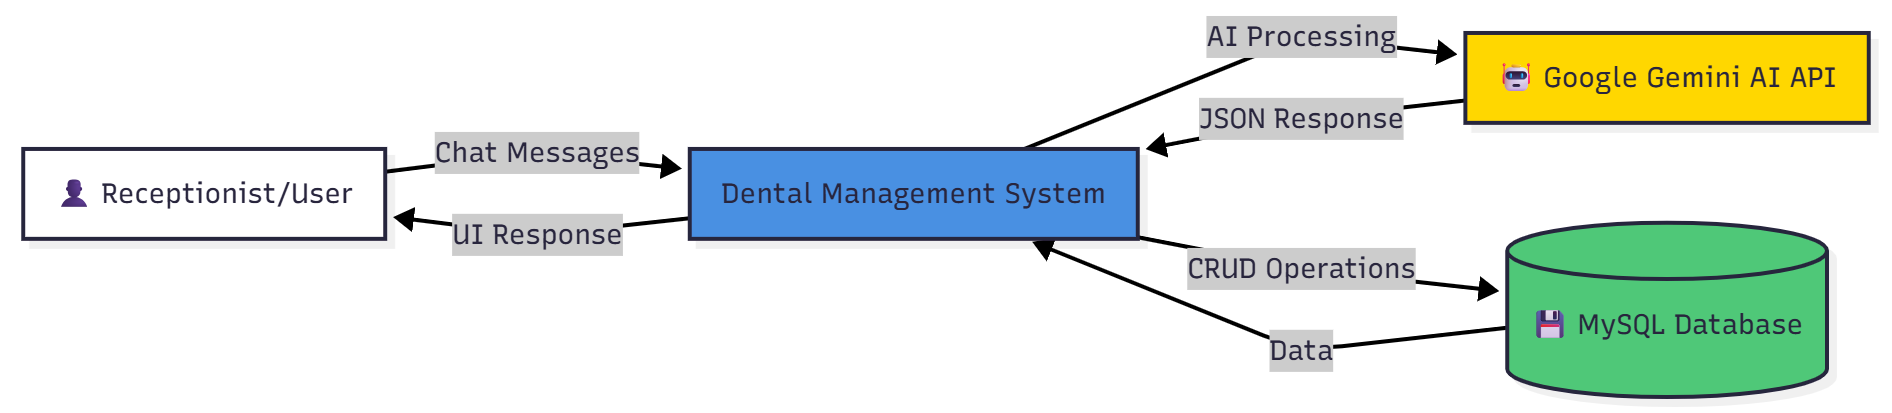 AI Processing
Google Gemini AI API
JSON Response
Chat Messages
Receptionist/User
Dental Management System
UI Response
CRUD Operations
MySQL Database
Data